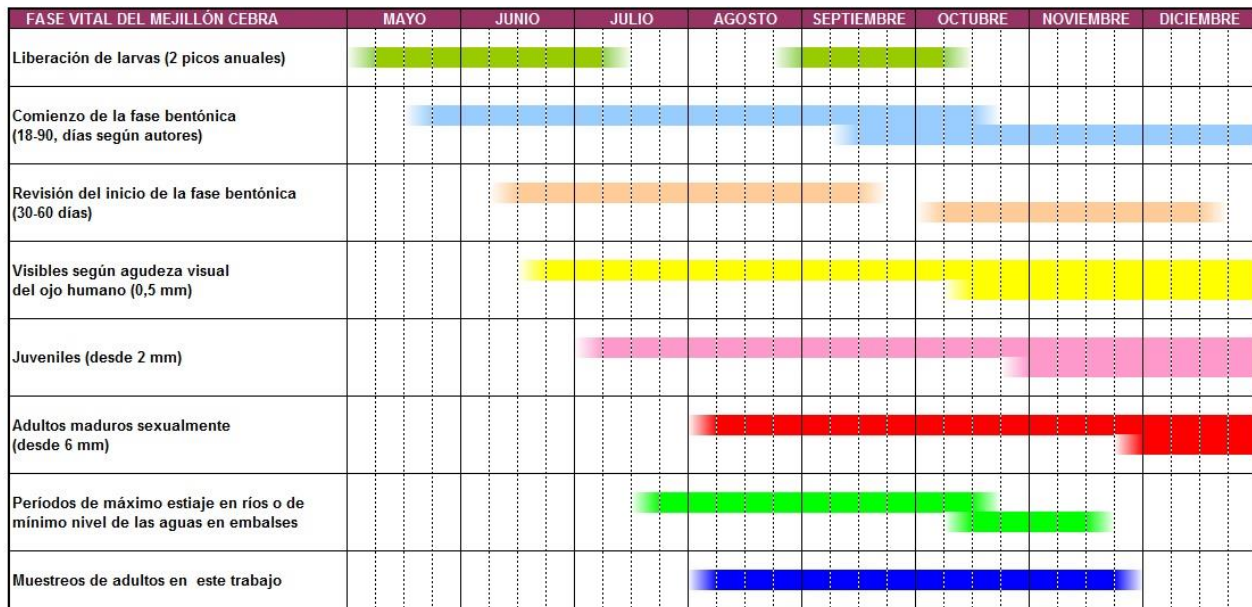 FASE VITAL DEL MEJILLÓN CEBRA MAYO JUNIO JULIO AGOSTO SEPTIEMBRE OCTUBRE NOVIEMBRE DICIEMBRE
Liberación de larvas (2 picos anuales)
Comienzo de la fase bentónica
(18-90, días según autores)
Revisión del inicio de la fase bentónica
(30-60 días)
Visibles según agudeza visual
del ojo humano (0,5 mm)
Juveniles (desde 2 mm)
Adultos maduros sexualmente
(desde 6 mm)
Períodos de máximo estiaje en ríos o de
mínimo nivel de las aguas en embalses
Muestreos de adultos en este trabajo